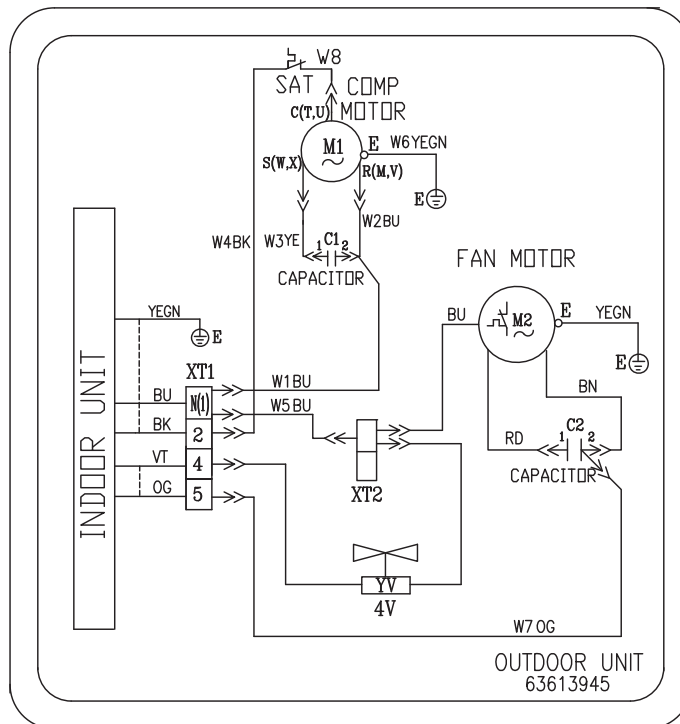 W8
SAT
COMP
MOTOR
C(T,U)
M1
E
W6YEGN
S(W,X)
R(M,V)
E
W4BK
W3YE
W2BU
1 C1 2
CAPACITOR
FAN MOTOR
YEGN
E
BU
M2
E
YEGN
E
XT1
BU
N(1)
W1BU
BN
BK
2
W5BU
INDOOR UNIT
VT
4
RD
1 C2 2
CAPACITOR
OG
5
XT2
YV
4V
W7OG
OUTDOOR UNIT
63613945